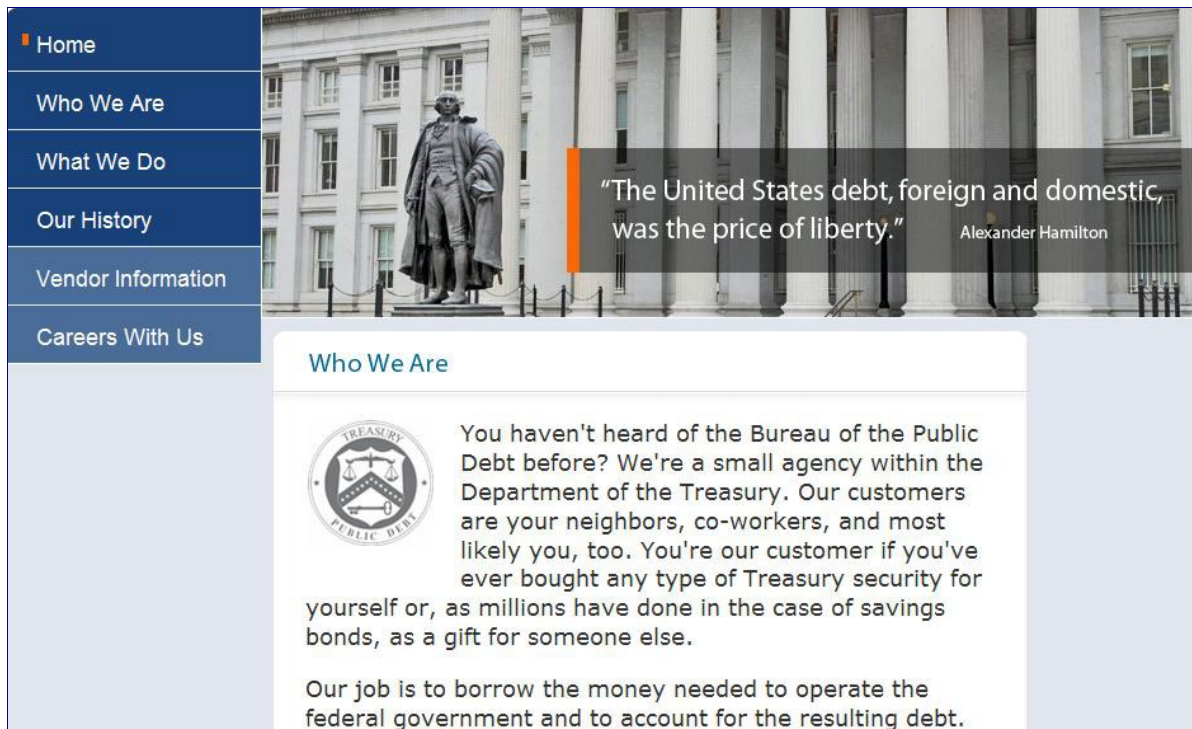 Home
Who We Are
What We Do
Our History
Vendor Information
Careers With Us
"The United States debt, foreign and domestic,
was the price of liberty."
Alexander Hamilton
Who We Are
TREASURY
PUBLIC DEBT
You haven't heard of the Bureau of the Public
Debt before? We're a small agency within the
Department of the Treasury. Our customers
are your neighbors, co-workers, and most
likely you, too. You're our customer if you've
ever bought any type of Treasury security for
yourself or, as millions have done in the case of savings
bonds, as a gift for someone else.
Our job is to borrow the money needed to operate the
federal government and to account for the resulting debt.